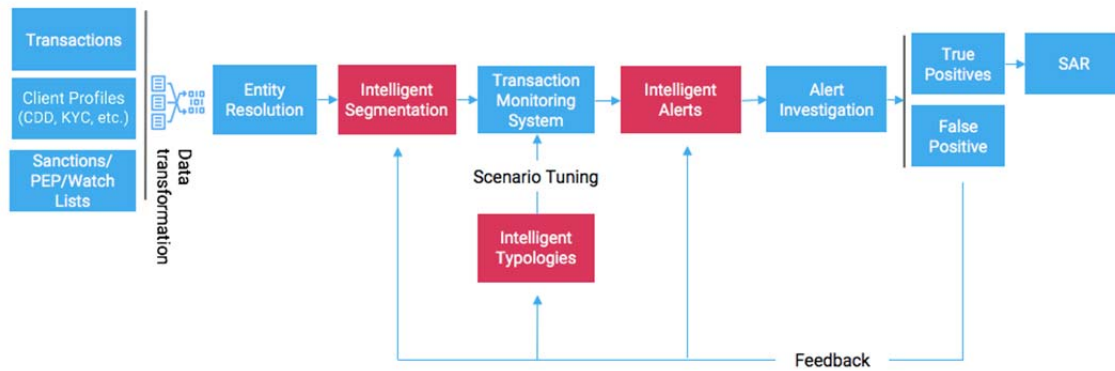 Transactions
Client Profiles
(CDD, KYC, etc.)
Sanctions/
PEP/Watch
Lists
Data
transformation
Entity
Resolution
Intelligent
Segmentation
Transaction
Monitoring
System
Intelligent
Alerts
Alert
Investigation
True
Positives
SAR
False
Positive
Scenario Tuning
Intelligent
Typologies
Feedback